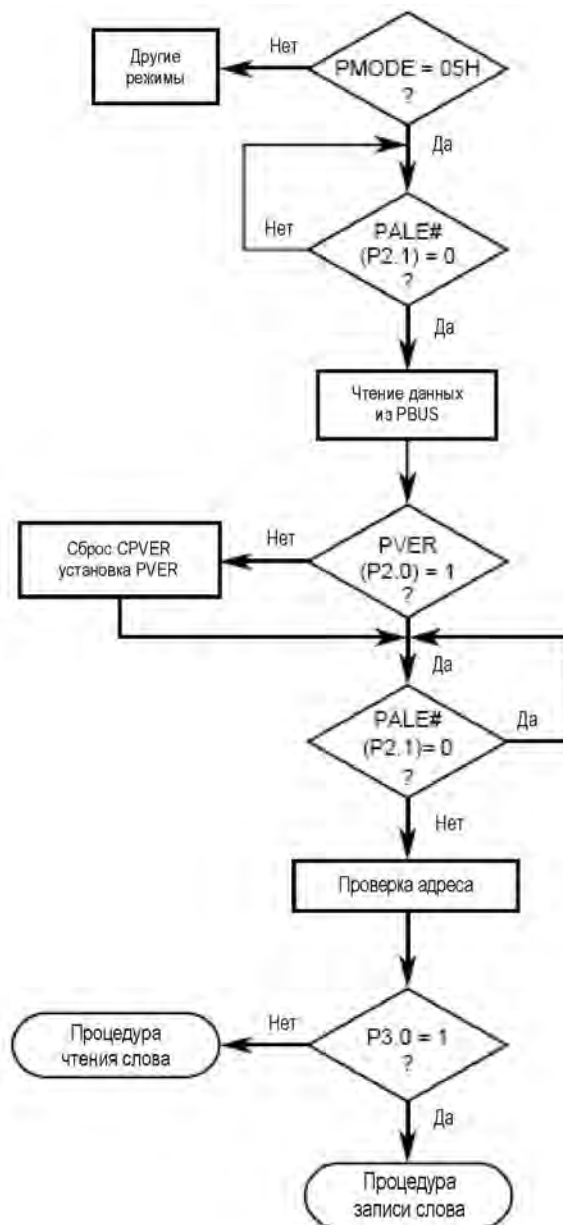 Другие
режимы
Нет
PMODE = 05H
?
Да
Нет
PALE#
(P2.1) = 0
?
Да
Чтение данных
из PBUS
Сброс CPVER
установка PVER
Нет
PVER
(P2.0) = 1
?
Да
PALE#
(P2.1)= 0
?
Да
Нет
Проверка адреса
Процедура
чтения слова
Нет
P3.0 = 1
?
Да
Процедура
записи слова